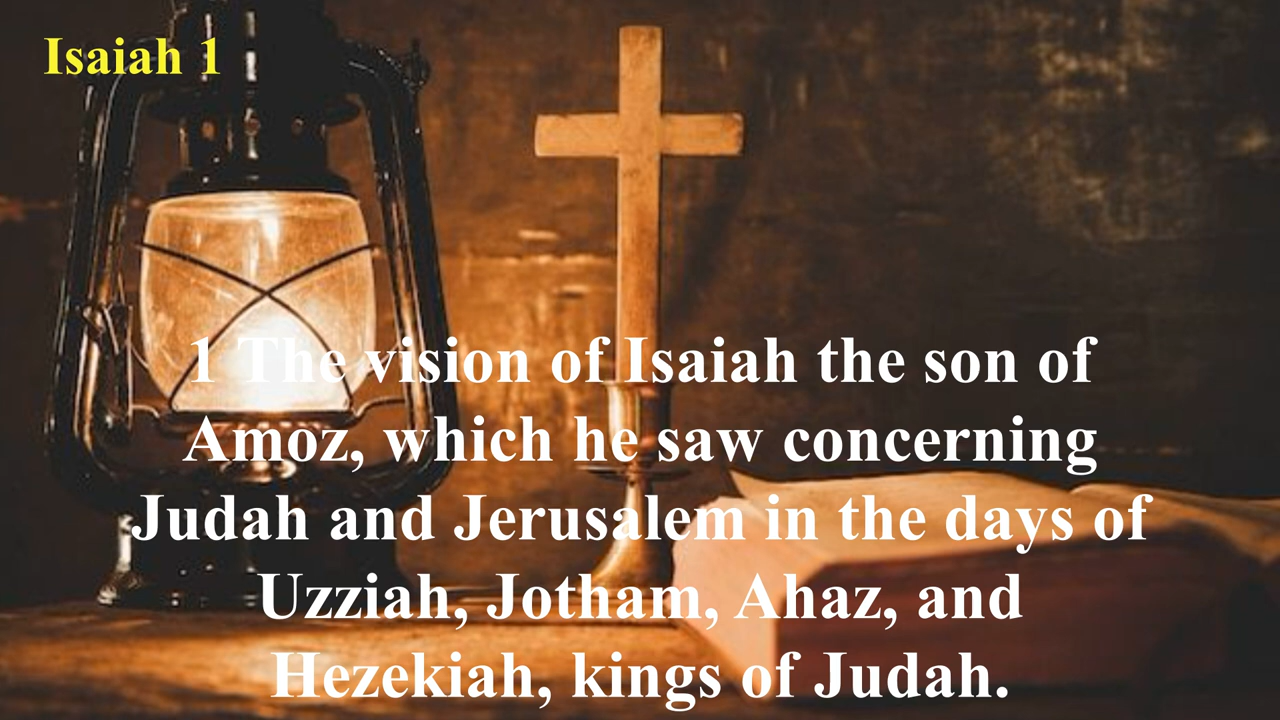 Isaiah 1
1 The vision of Isaiah the son of
Amoz, which he saw concerning
Judah and Jerusalem in the days of
Uzziah, Jotham, Ahaz, and
Hezekiah, kings of Judah.